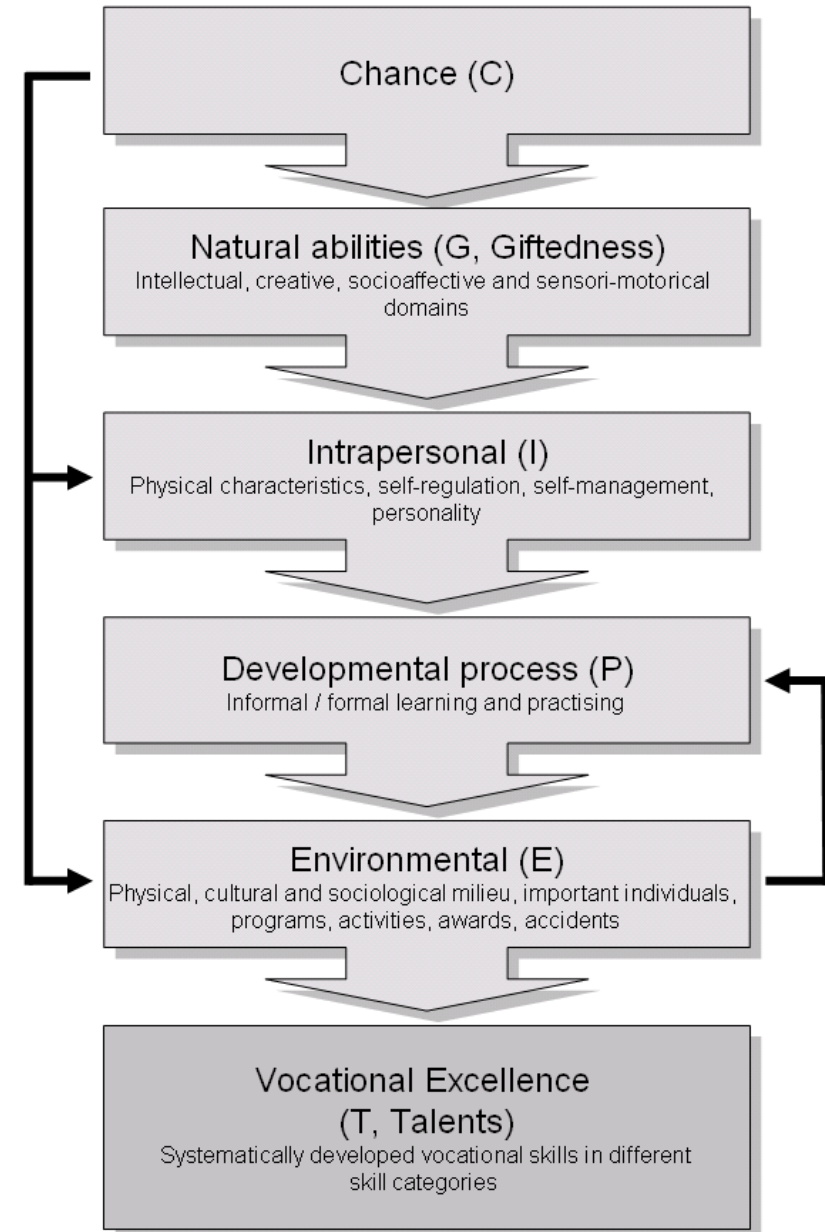 Chance (C)
Natural abilities (G, Giftedness)
Intellectual, creative, socioaffective and sensori-motorical
domains
Intrapersonal (I)
Physical characteristics, self-regulation, self-management,
personality
Developmental process (P)
Informal / formal learning and practising
Environmental (E)
Physical, cultural and sociological milieu, important individuals,
programs, activities, awards, accidents
Vocational Excellence
(T, Talents)
Systematically developed vocational skills in different
skill categories